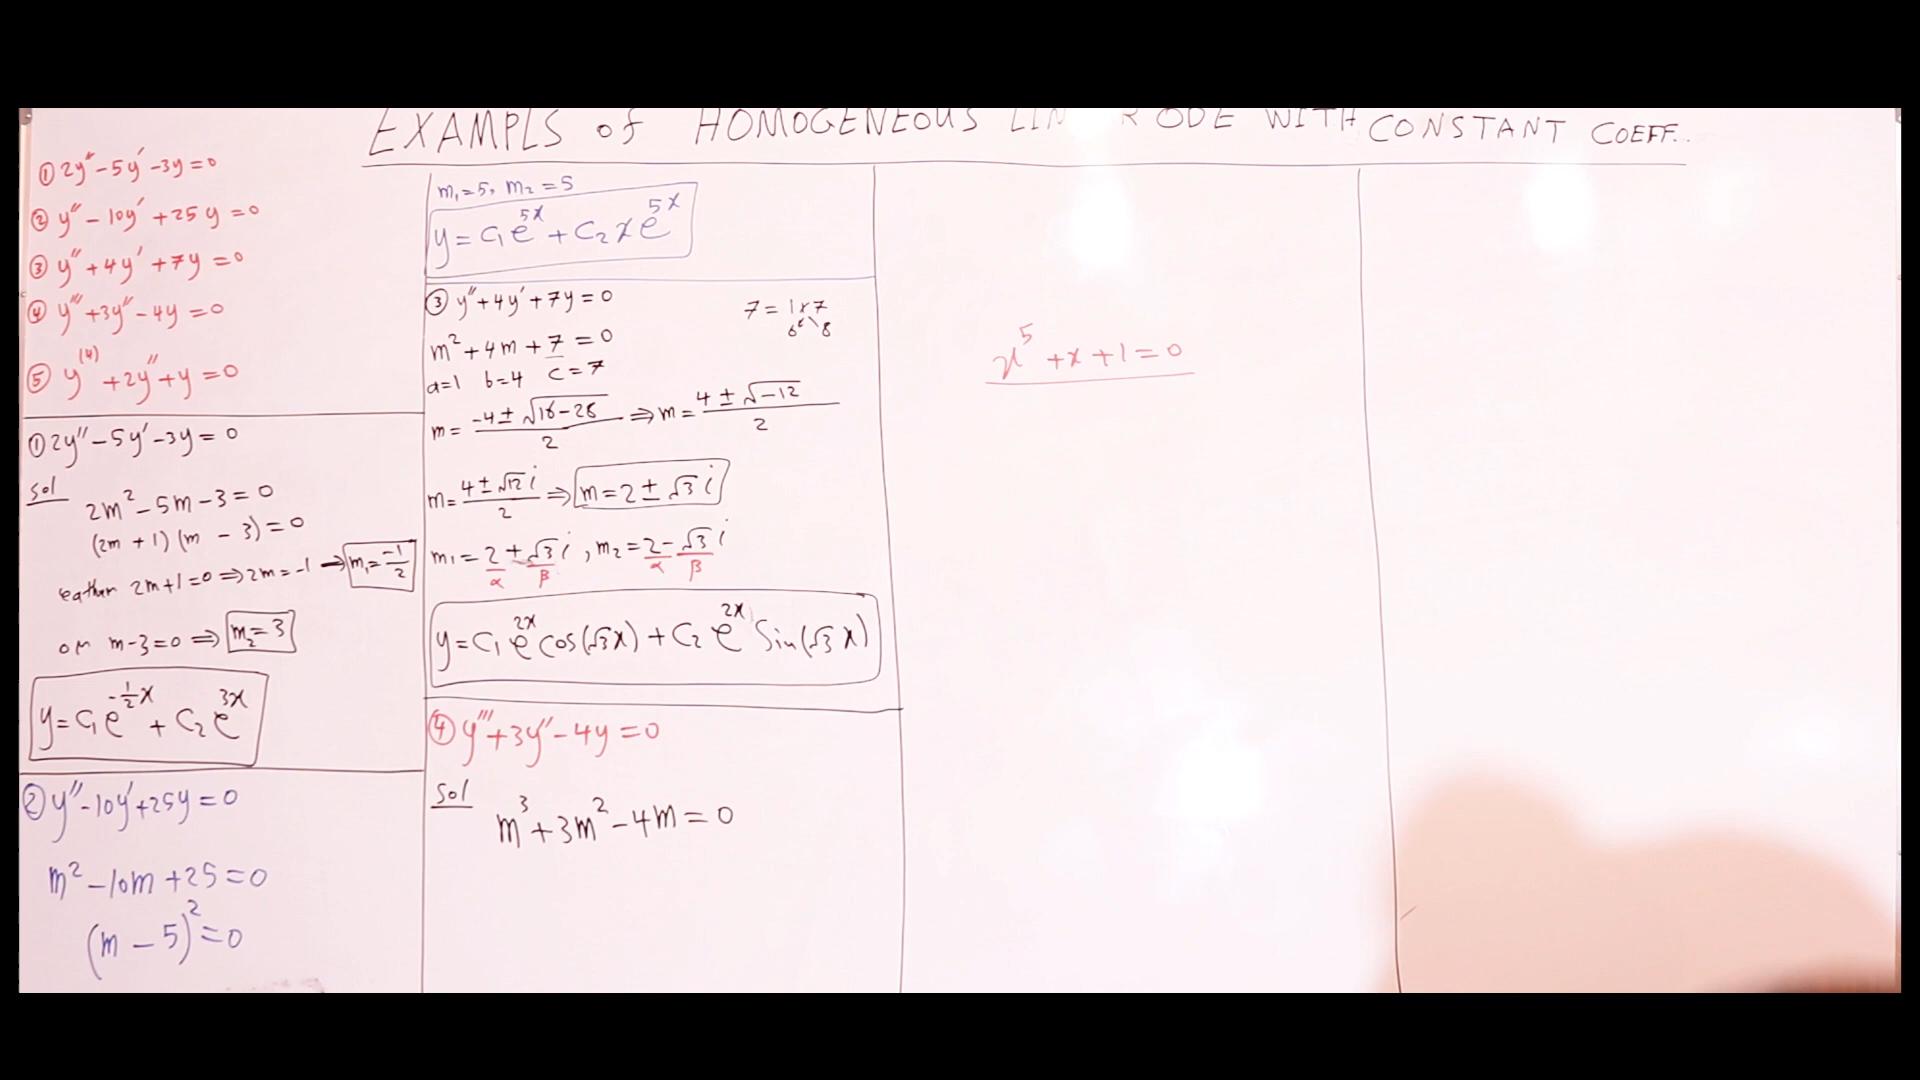 EXAMPLS of HOMOGENEOUS LIN R ODE WITH CONSTANT COEFF..
① 2y'' - 5y' - 3y = 0
② y'' - 10y' + 25y = 0
③ y'' + 4y' + 7y = 0
④ y''' + 3y'' - 4y = 0
⑤ y⁽⁴⁾ + 2y'' + y = 0
① 2y'' - 5y' - 3y = 0
Sol
2m² - 5m - 3 = 0
(2m + 1)(m - 3) = 0
eather 2m+1=0 ⇒ 2m=-1 → m₁ = -1/2
or m-3=0 ⇒ m₂=3
y = c₁e^{-1/2 x} + c₂e^{3x}
② y'' - 10y' + 25y = 0
m² - 10m + 25 = 0
(m - 5)² = 0
m₁=5, m₂=5
y = c₁e^{5x} + c₂xe^{5x}
③ y'' + 4y' + 7y = 0
7 = 1×7
6 8
m² + 4m + 7 = 0
a=1 b=4 c=7
m = (-4 ± √(16-28))/2 ⇒ m = (4 ± √-12)/2
m = (4 ± √12 i)/2 ⇒ m = 2 ± √3 i
m₁ = 2 + √3 i , m₂ = 2 - √3 i
α β α β
y = c₁e^{2x} cos(√3x) + c₂e^{2x} Sin(√3x)
④ y''' + 3y'' - 4y = 0
Sol
m³ + 3m² - 4m = 0
x⁵ + x + 1 = 0